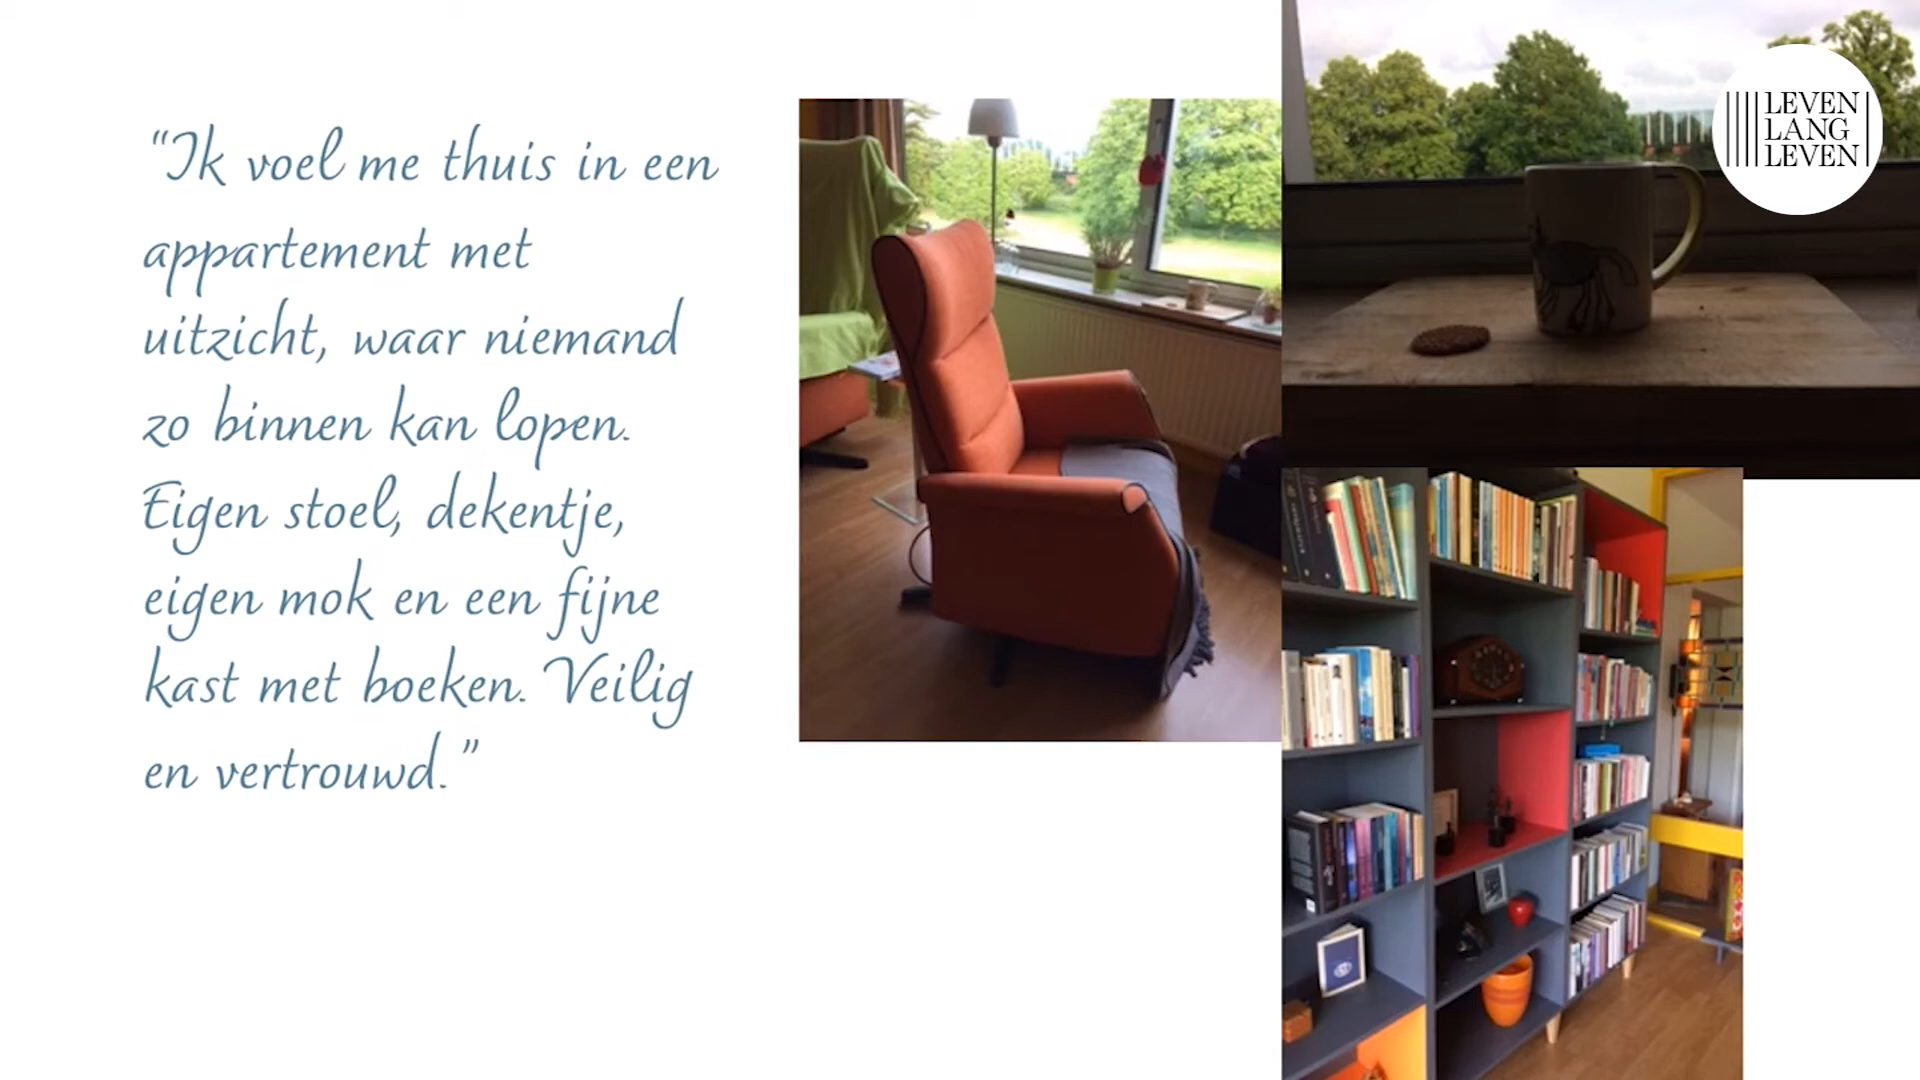 “Ik voel me thuis in een
appartement met
uitzicht, waar niemand
zo binnen kan lopen.
Eigen stoel, dekentje,
eigen mok en een fijne
kast met boeken. Veilig
en vertrouwd.”
LEVEN
LANG
LEVEN